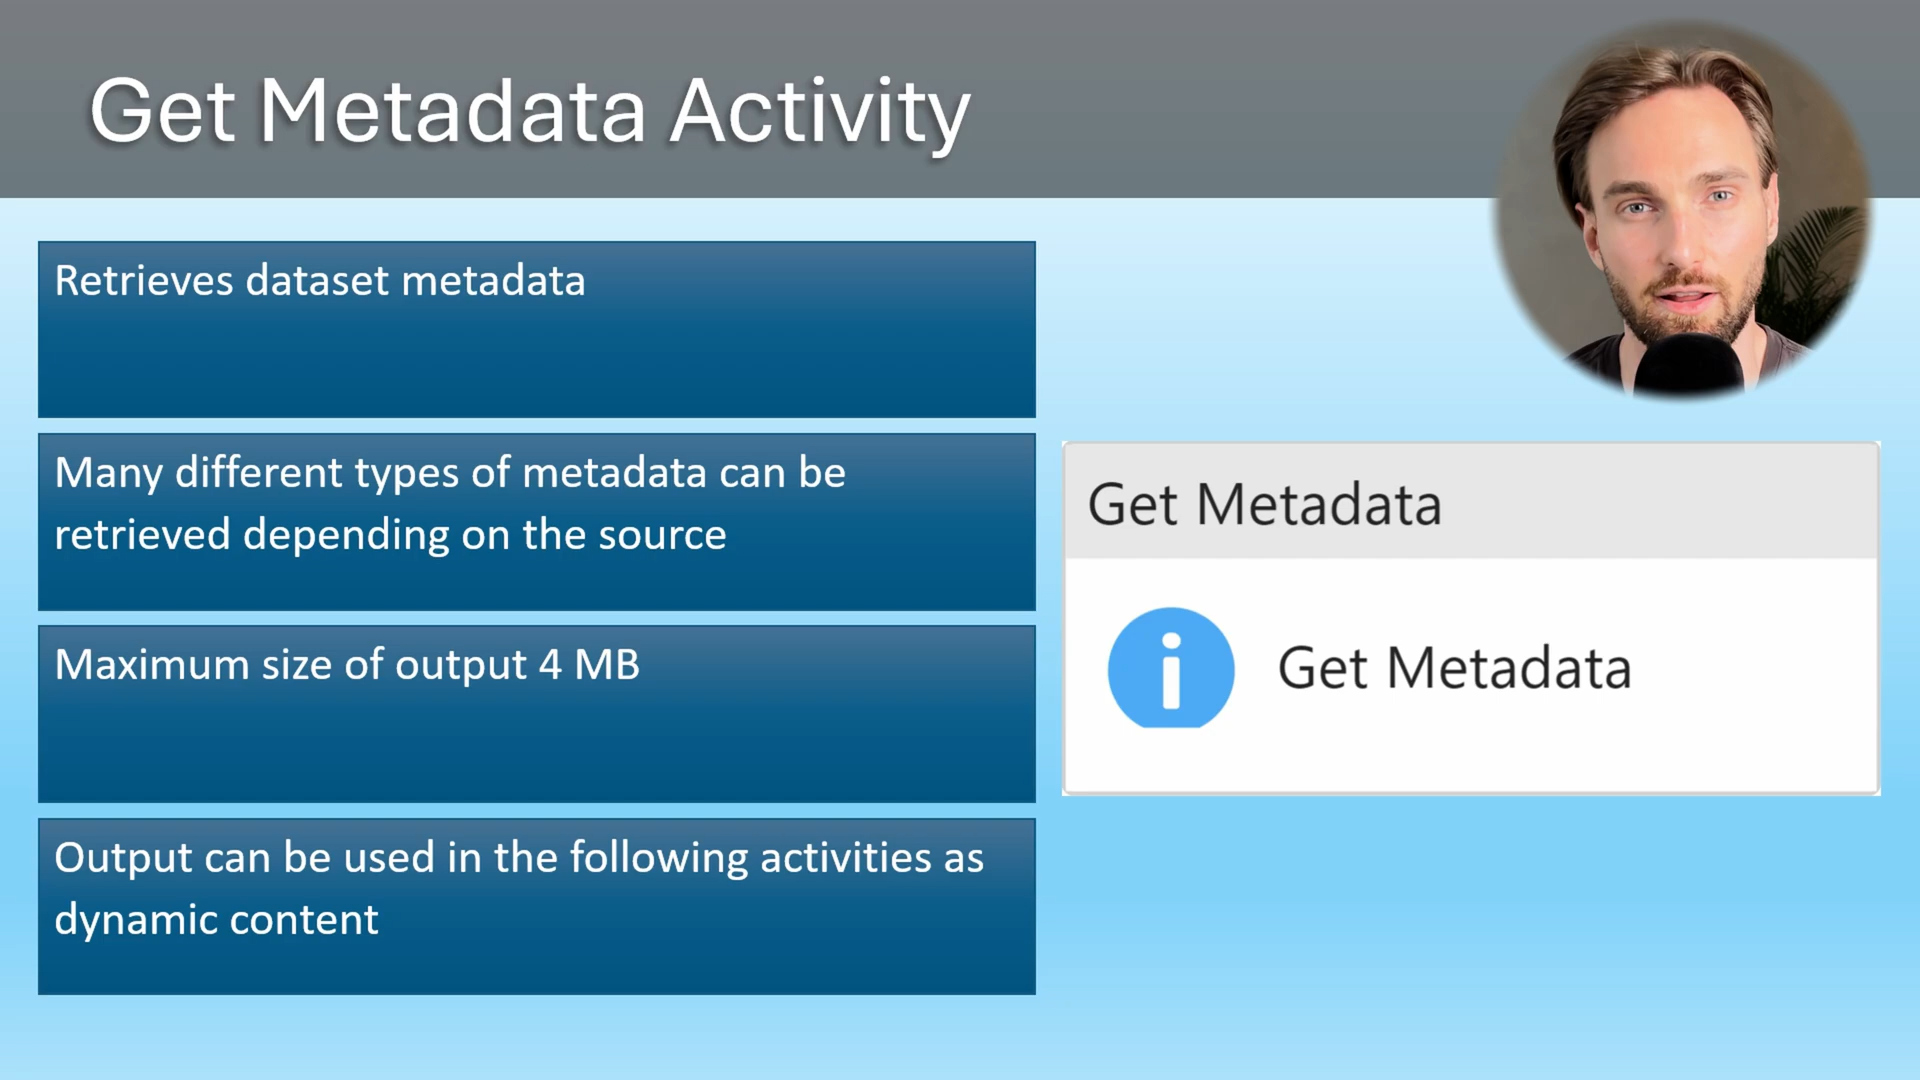 Get Metadata Activity
Retrieves dataset metadata
Many different types of metadata can be
retrieved depending on the source
Maximum size of output 4 MB
Output can be used in the following activities as
dynamic content
Get Metadata
Get Metadata